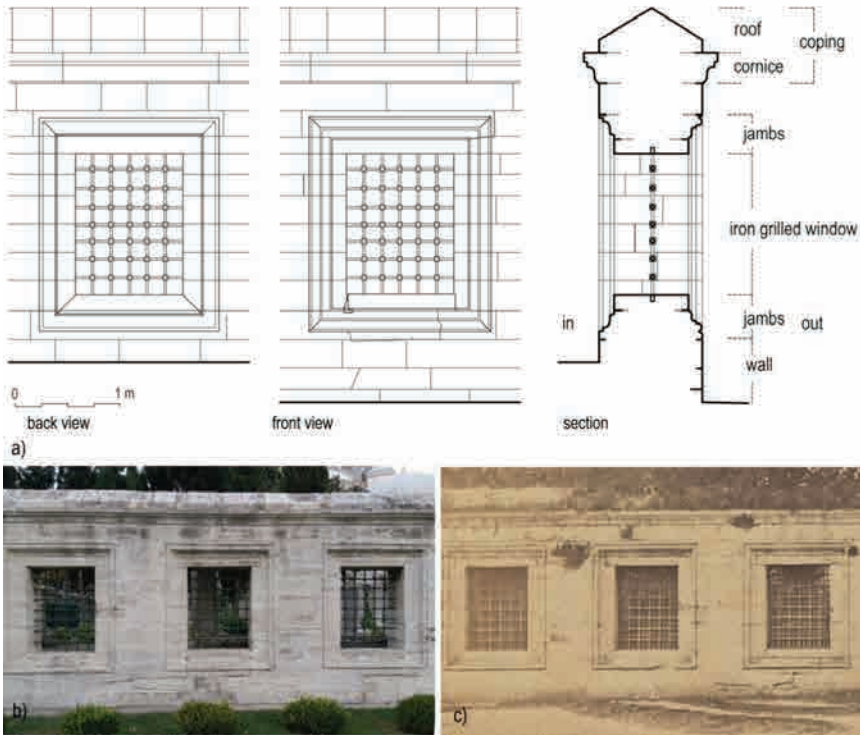 roof
coping
cornice
jambs
iron grilled window
in
jambs
out
wall
0 1 m
back view
front view
section
a)
b)
c)